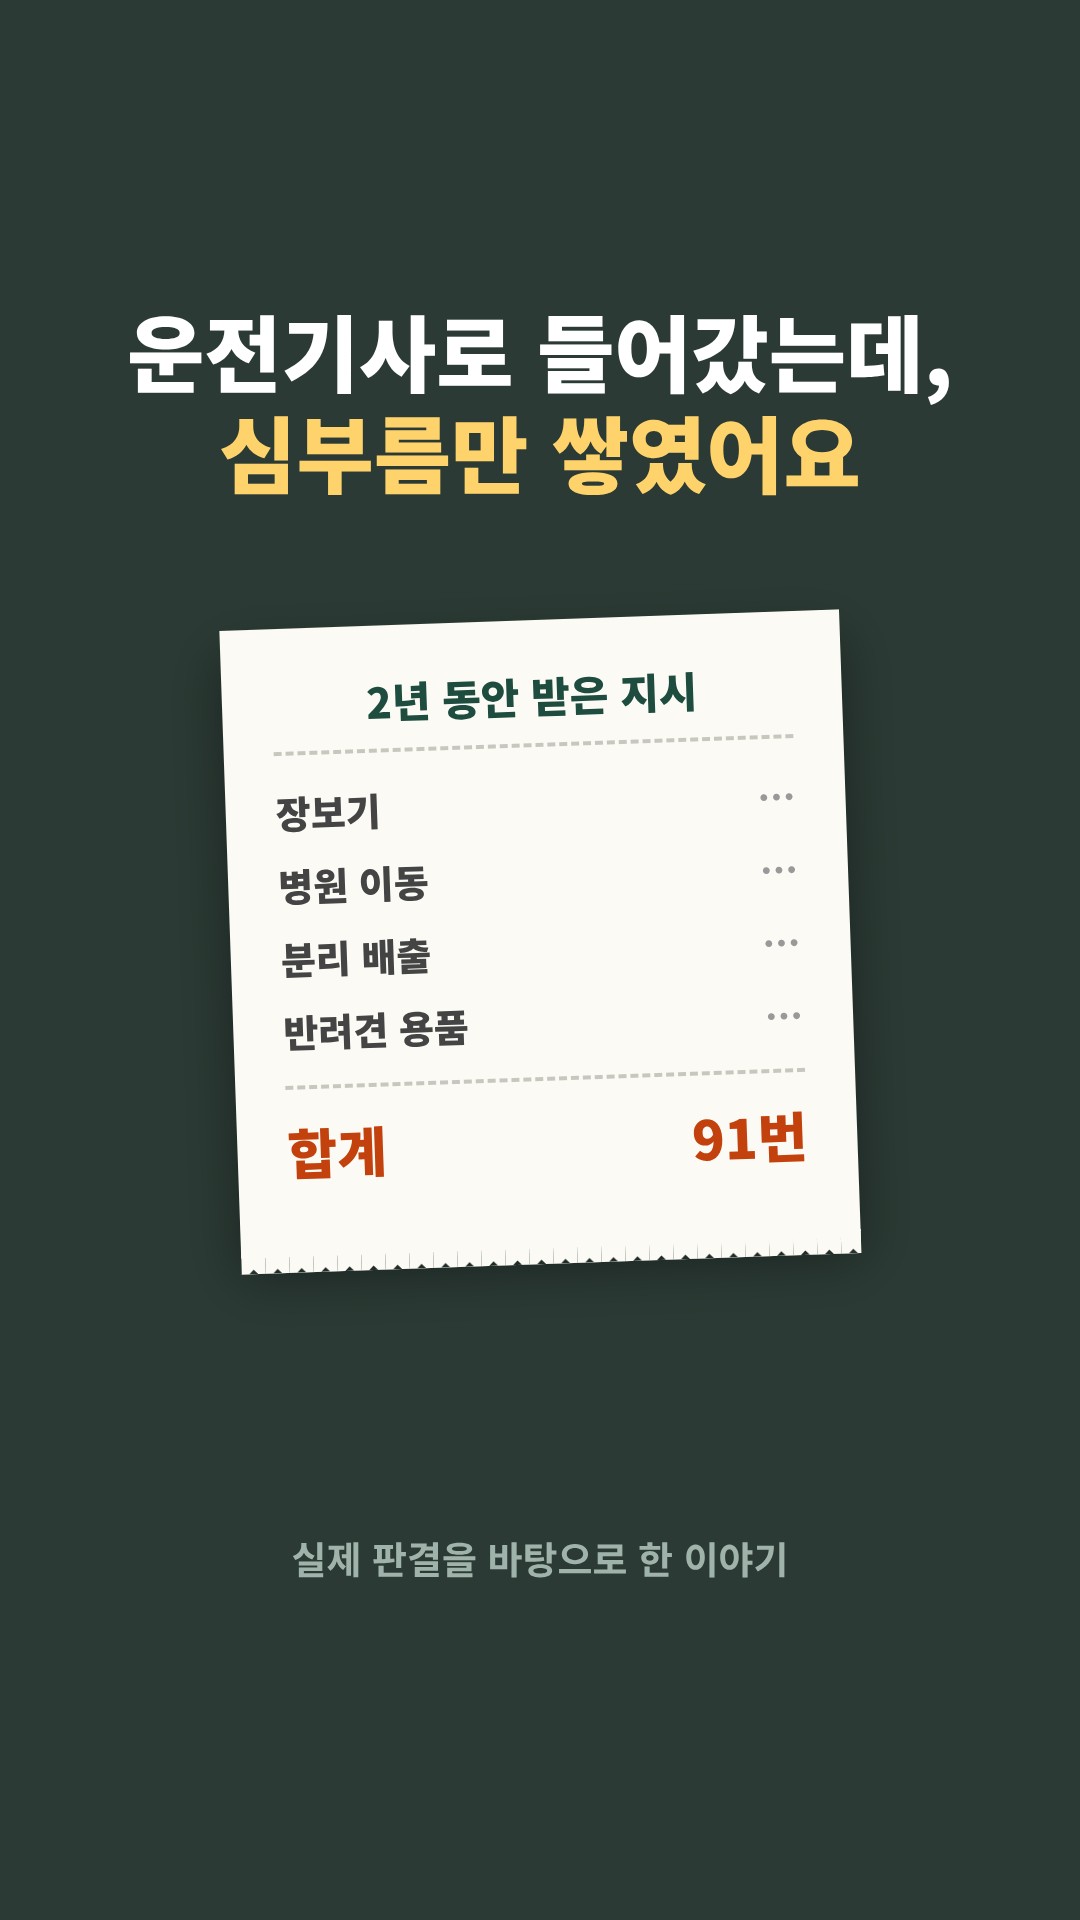 운전기사로 들어갔는데,
심부름만 쌓였어요
2년 동안 받은 지시
장보기 •••
병원 이동 •••
분리 배출 •••
반려견 용품 •••
합계 91번
실제 판결을 바탕으로 한 이야기